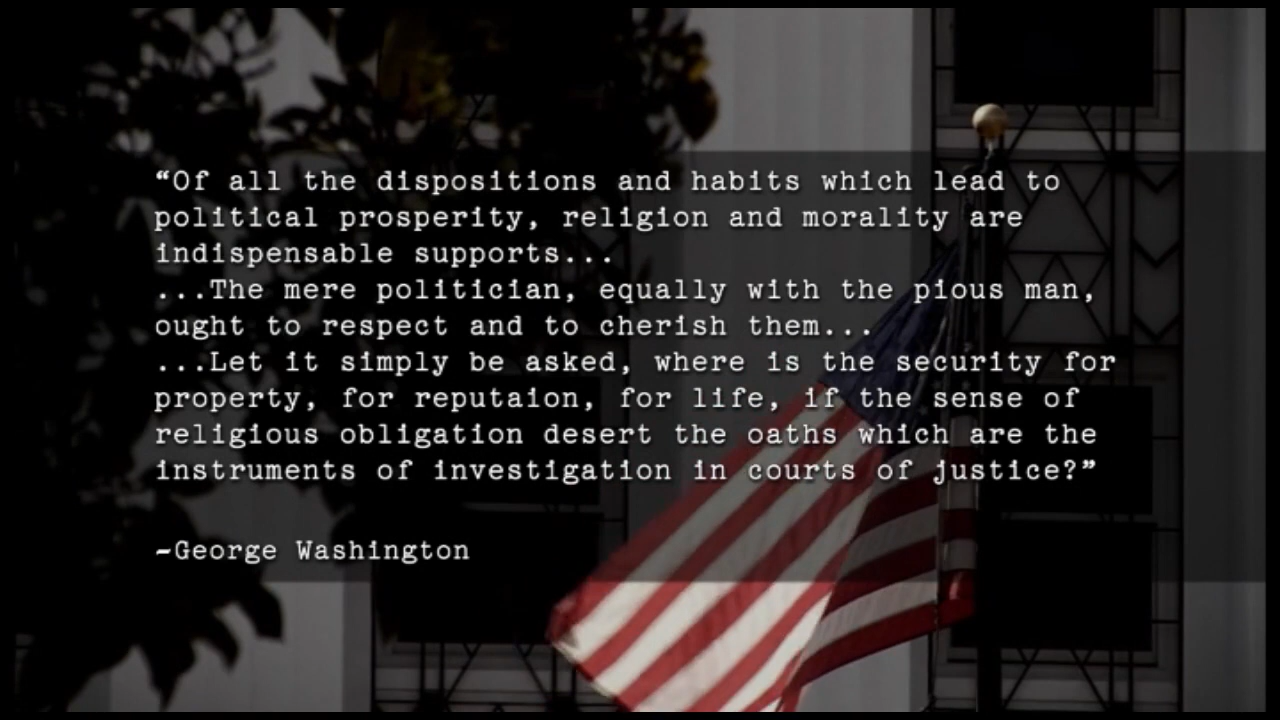 “Of all the dispositions and habits which lead to
political prosperity, religion and morality are
indispensable supports...
...The mere politician, equally with the pious man,
ought to respect and to cherish them...
...Let it simply be asked, where is the security for
property, for reputaion, for life, if the sense of
religious obligation desert the oaths which are the
instruments of investigation in courts of justice?”
~George Washington